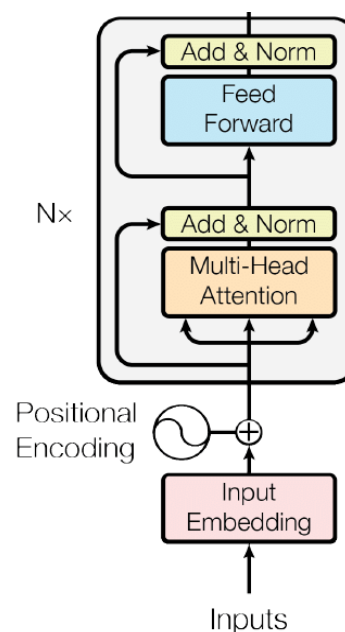 Add & Norm
Feed
Forward
Nx
Add & Norm
Multi-Head
Attention
Positional
Encoding
Input
Embedding
Inputs